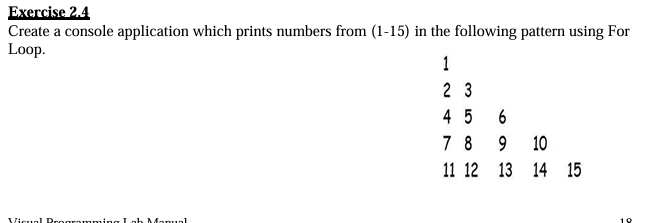 Exercise 2.4
Create a console application which prints numbers from (1-15) in the following pattern using For
Loop.
1
2 3
4 5 6
7 8 9 10
11 12 13 14 15
Visual Programming Lab Manual 18